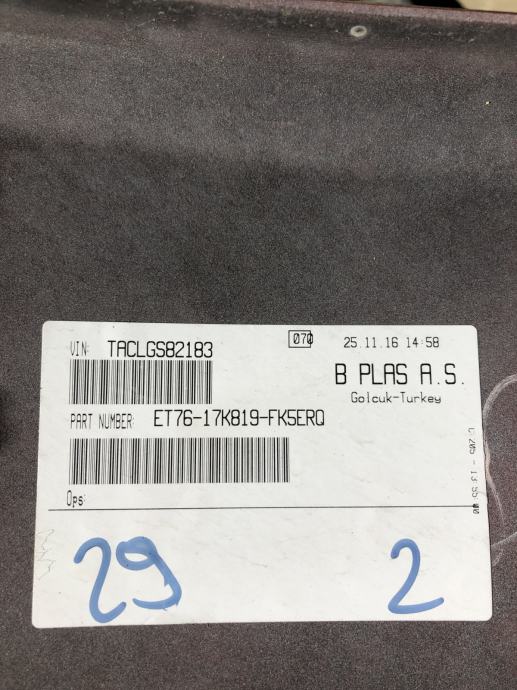 VIN: TACLGS82183
070
25.11.16 14:58
B PLAS A.S.
Golcuk-Turkey
PART NUMBER: ET76-17K819-FK5ERQ
Ops:
29
2